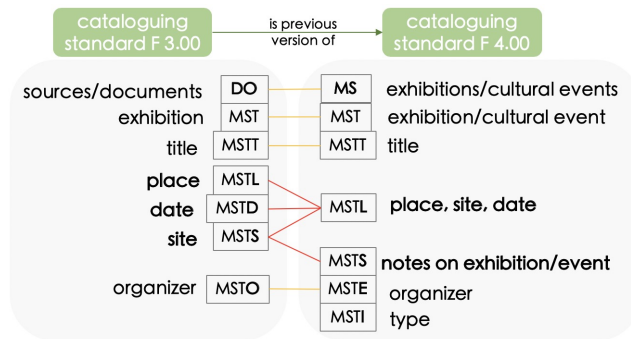 cataloguing
standard F 3.00
is previous
version of
cataloguing
standard F 4.00
sources/documents DO MS exhibitions/cultural events
exhibition MST MST exhibition/cultural event
title MSTT MSTT title
place MSTL
date MSTD MSTL place, site, date
site MSTS
MSTS notes on exhibition/event
organizer MSTO MSTE organizer
MSTI type